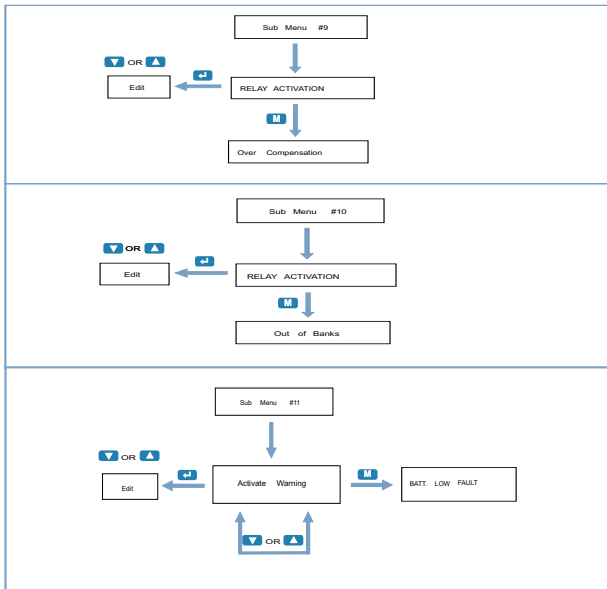 Sub Menu #9
OR
Edit
RELAY ACTIVATION
M
Over Compensation
Sub Menu #10
OR
Edit
RELAY ACTIVATION
M
Out of Banks
Sub Menu #11
OR
Edit
Activate Warning
M
BATT. LOW FAULT
OR